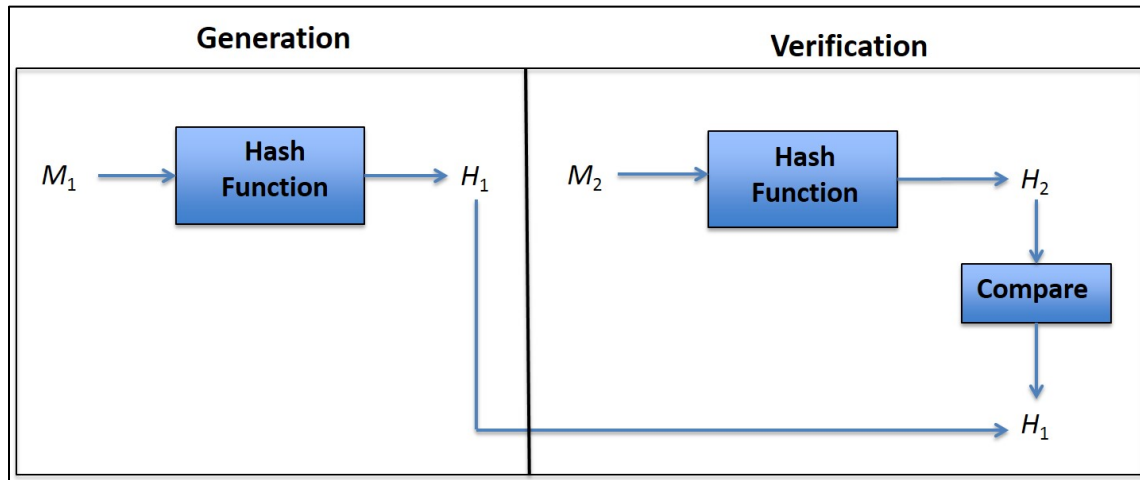 Generation
Verification
M₁
Hash
Function
H₁
M₂
Hash
Function
H₂
Compare
H₁